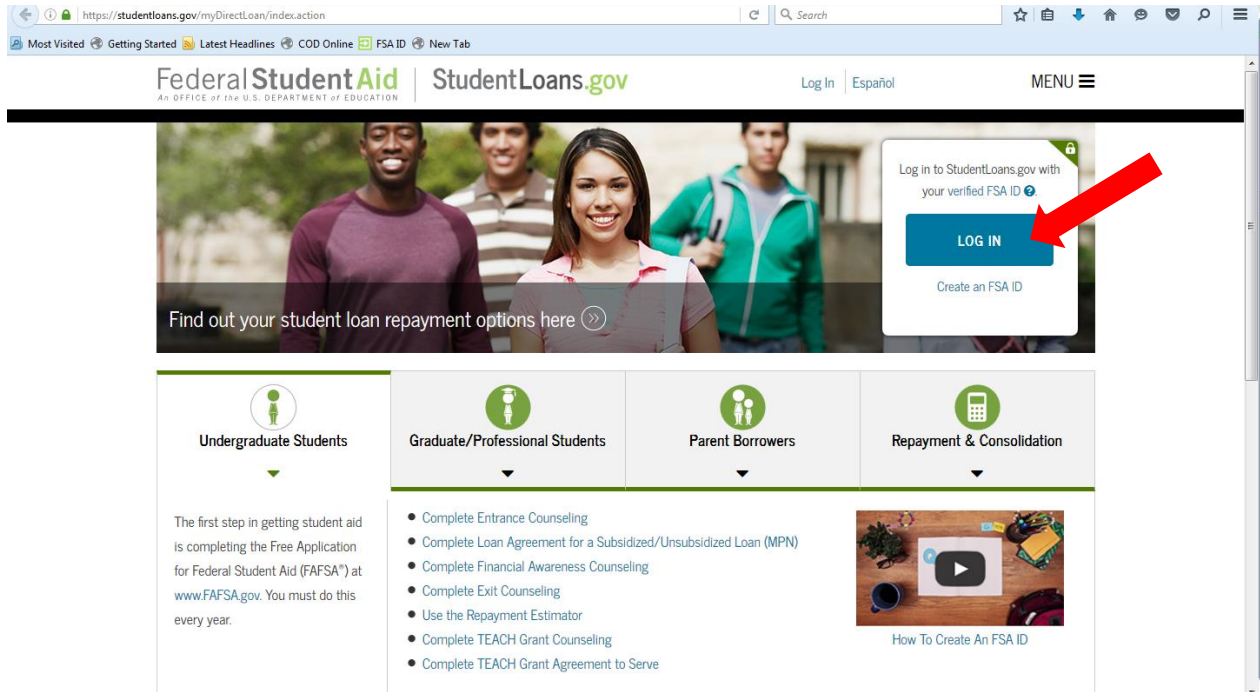 https://studentloans.gov/myDirectLoan/index.action
Search
Most Visited Getting Started Latest Headlines COD Online FSA ID New Tab
Federal Student Aid
An OFFICE of the U.S. DEPARTMENT of EDUCATION
StudentLoans.gov
Log In Español MENU
Log in to StudentLoans.gov with
your verified FSA ID
LOG IN
Create an FSA ID
Find out your student loan repayment options here
Undergraduate Students
Graduate/Professional Students
Parent Borrowers
Repayment & Consolidation
The first step in getting student aid
is completing the Free Application
for Federal Student Aid (FAFSA®) at
www.FAFSA.gov. You must do this
every year.
Complete Entrance Counseling
Complete Loan Agreement for a Subsidized/Unsubsidized Loan (MPN)
Complete Financial Awareness Counseling
Complete Exit Counseling
Use the Repayment Estimator
Complete TEACH Grant Counseling
Complete TEACH Grant Agreement to Serve
How To Create An FSA ID